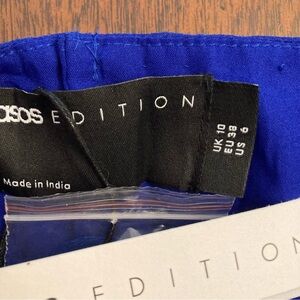 asos EDITION
UK 10
EU 38
US 6
Made in India
EDITION